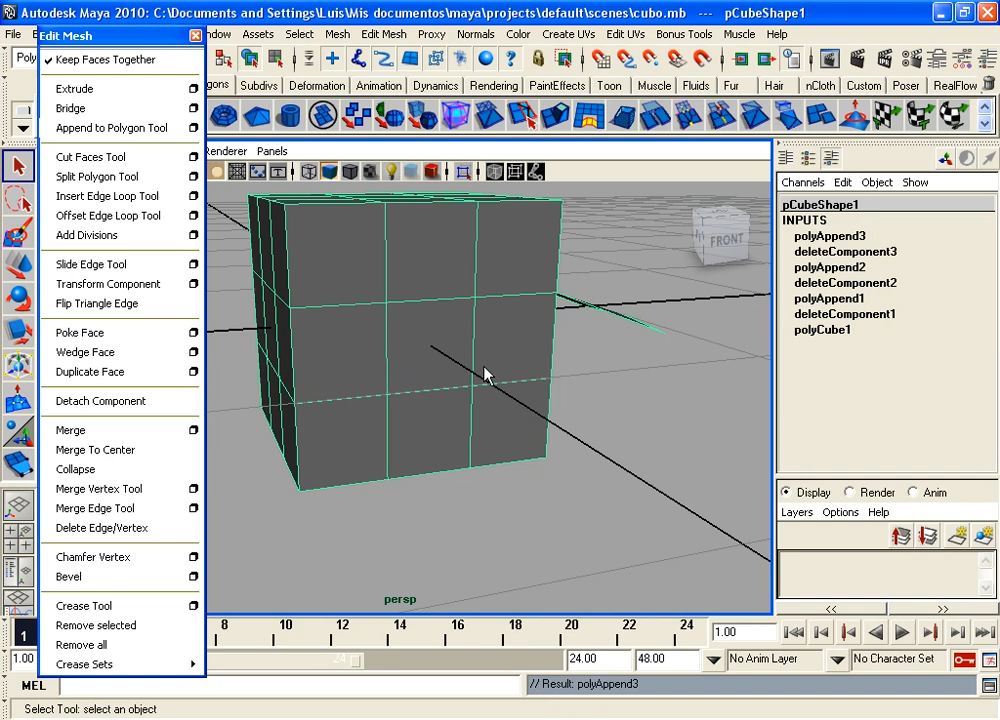 Autodesk Maya 2010: C:\Documents and Settings\Luis\Mis documentos\maya\projects\default\scenes\cubo.mb --- pCubeShape1
File
ndow Assets Select Mesh Edit Mesh Proxy Normals Color Create UVs Edit UVs Bonus Tools Muscle Help
Edit Mesh
Keep Faces Together
Extrude
Bridge
Append to Polygon Tool
Cut Faces Tool
Split Polygon Tool
Insert Edge Loop Tool
Offset Edge Loop Tool
Add Divisions
Slide Edge Tool
Transform Component
Flip Triangle Edge
Poke Face
Wedge Face
Duplicate Face
Detach Component
Merge
Merge To Center
Collapse
Merge Vertex Tool
Merge Edge Tool
Delete Edge/Vertex
Chamfer Vertex
Bevel
Crease Tool
Remove selected
Remove all
Crease Sets
Poly
gons Subdivs Deformation Animation Dynamics Rendering PaintEffects Toon Muscle Fluids Fur Hair nCloth Custom Poser RealFlow
Renderer Panels
FRONT
persp
Channels Edit Object Show
pCubeShape1
INPUTS
polyAppend3
deleteComponent3
polyAppend2
deleteComponent2
polyAppend1
deleteComponent1
polyCube1
Display Render Anim
Layers Options Help
<< >>
1 8 10 12 14 16 18 20 22 24 1.00
1.00 24 24.00 48.00 No Anim Layer No Character Set
MEL // Result: polyAppend3
Select Tool: select an object